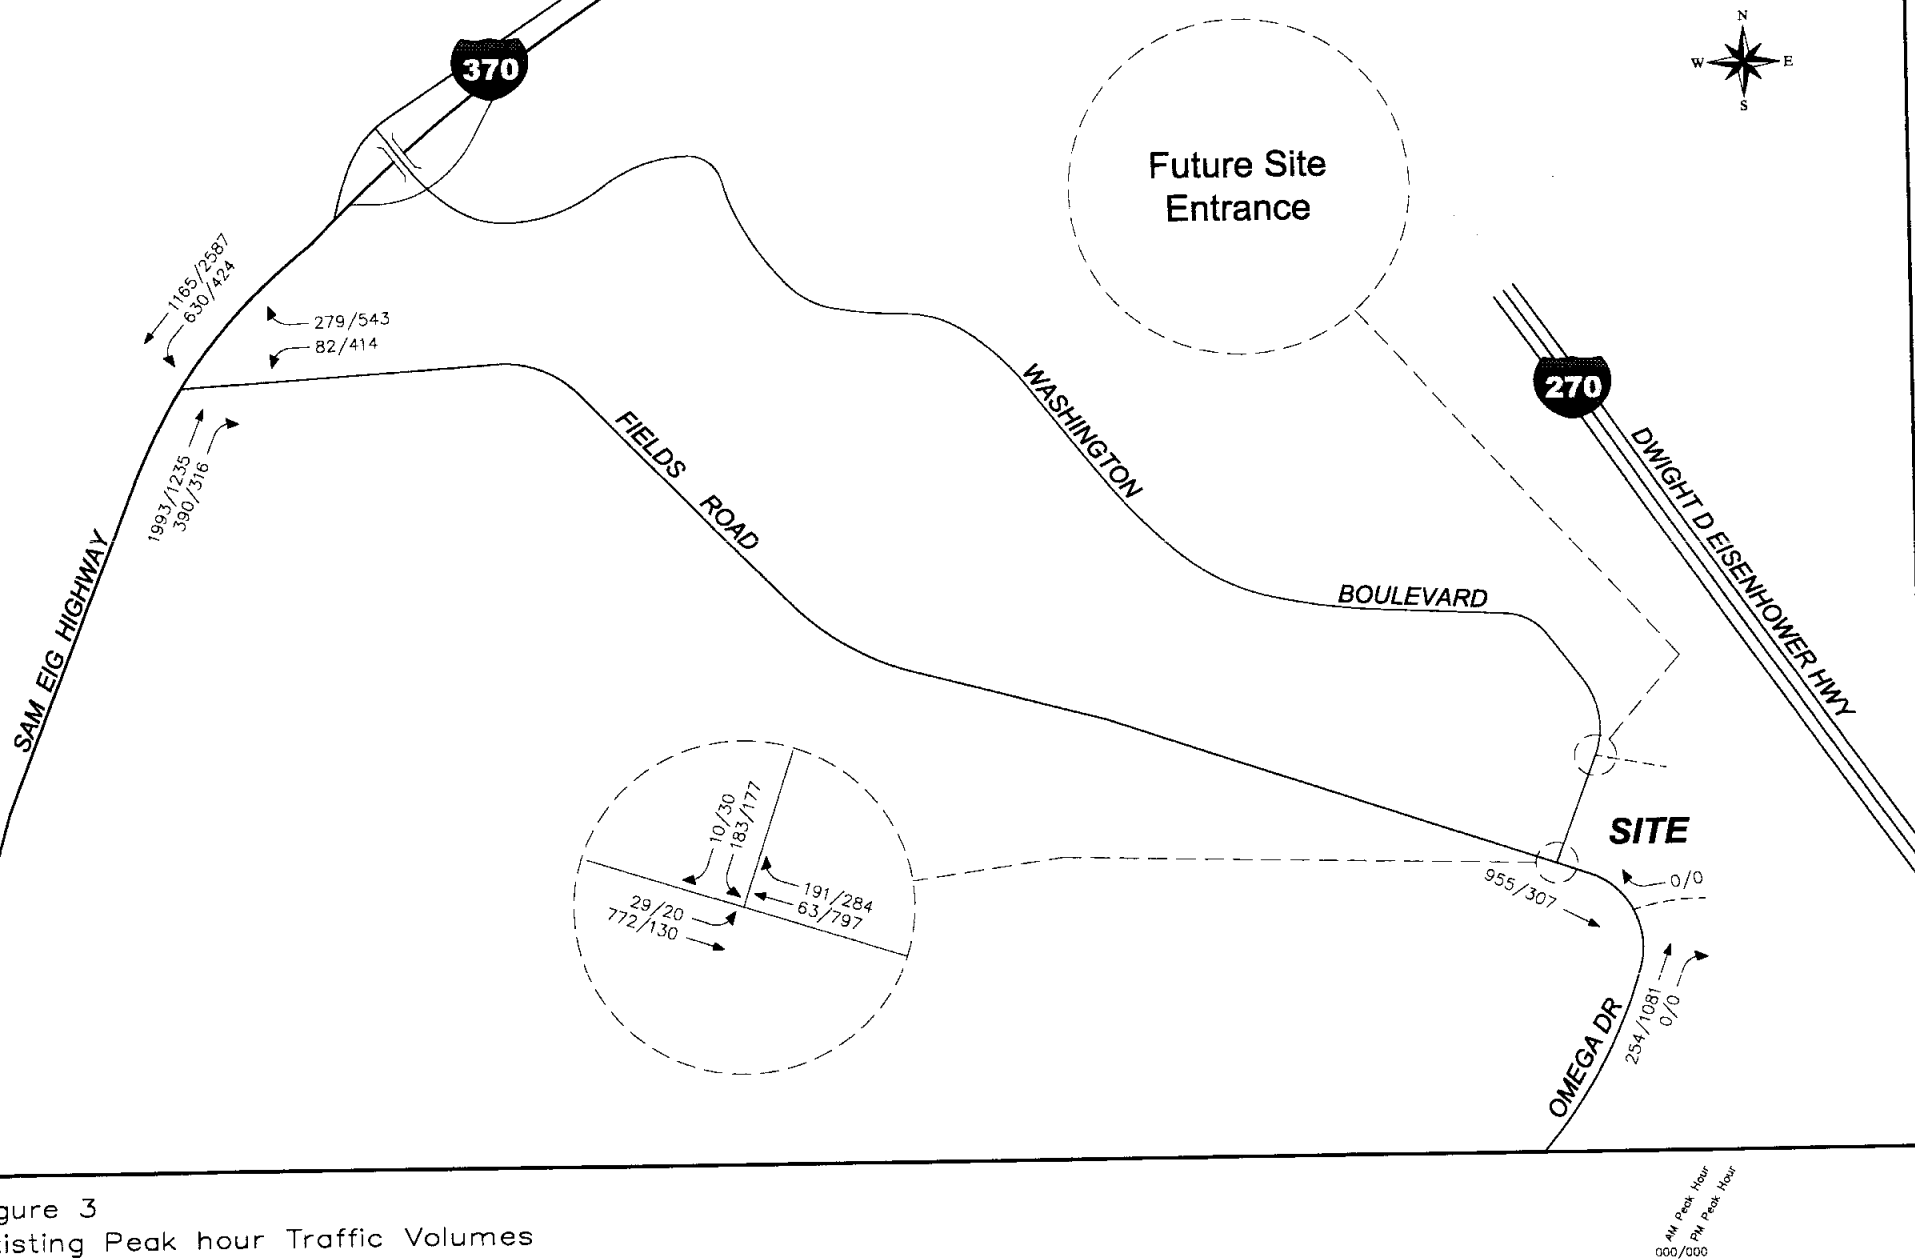 370
N
W E
S
Future Site
Entrance
1165/2587
630/424
279/543
82/414
270
WASHINGTON
FIELDS ROAD
DWIGHT D EISENHOWER HWY
1993/1235
390/316
SAM EIG HIGHWAY
BOULEVARD
10/30
183/177
SITE
191/284
63/797
29/20
772/130
955/307
0/0
254/1081
0/0
OMEGA DR
gure 3
isting Peak hour Traffic Volumes
AM Peak Hour
PM Peak Hour
000/000